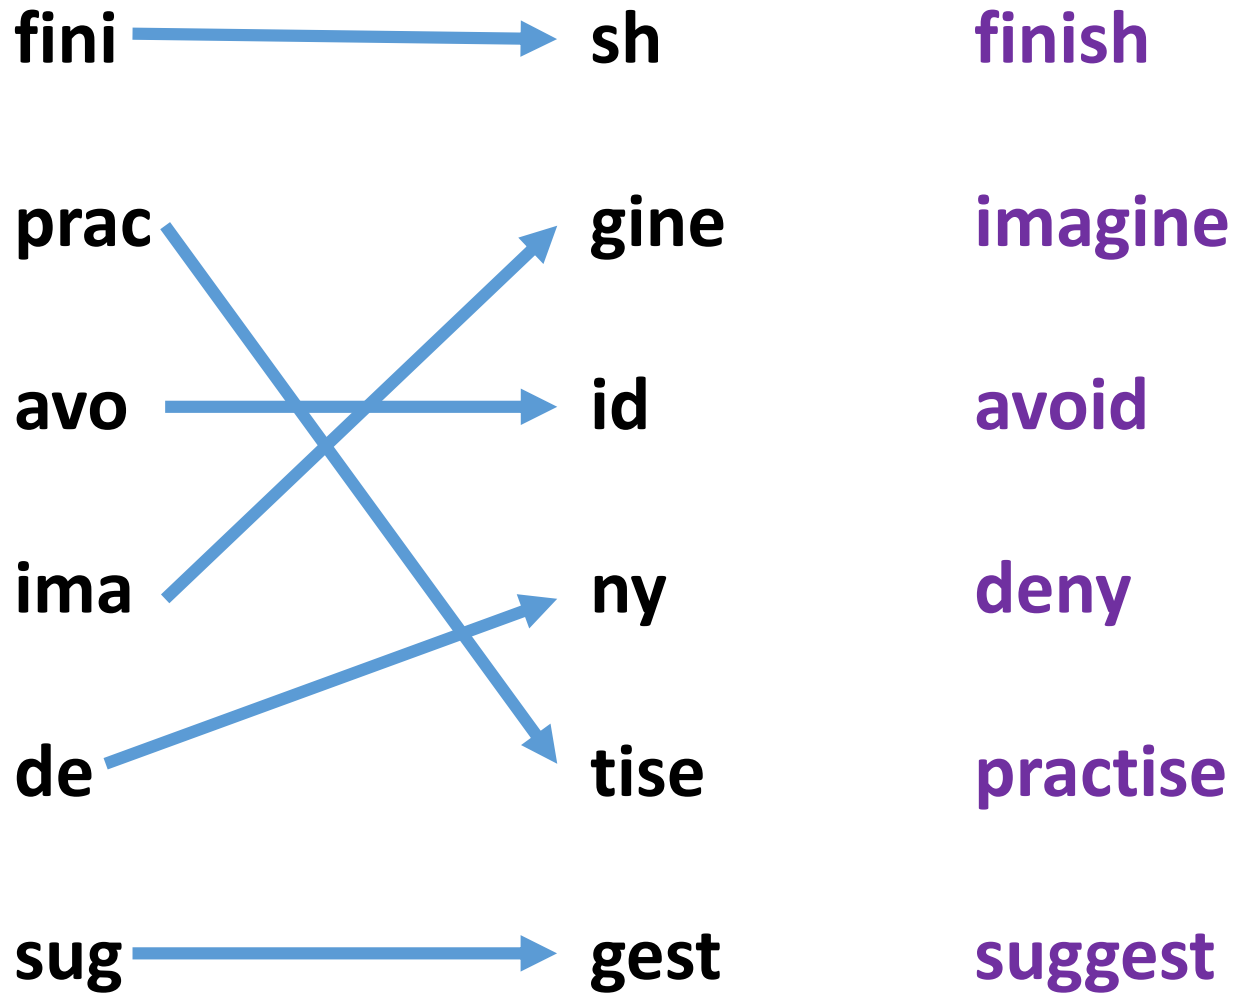 fini sh finish
prac gine imagine
avo id avoid
ima ny deny
de tise practise
sug gest suggest